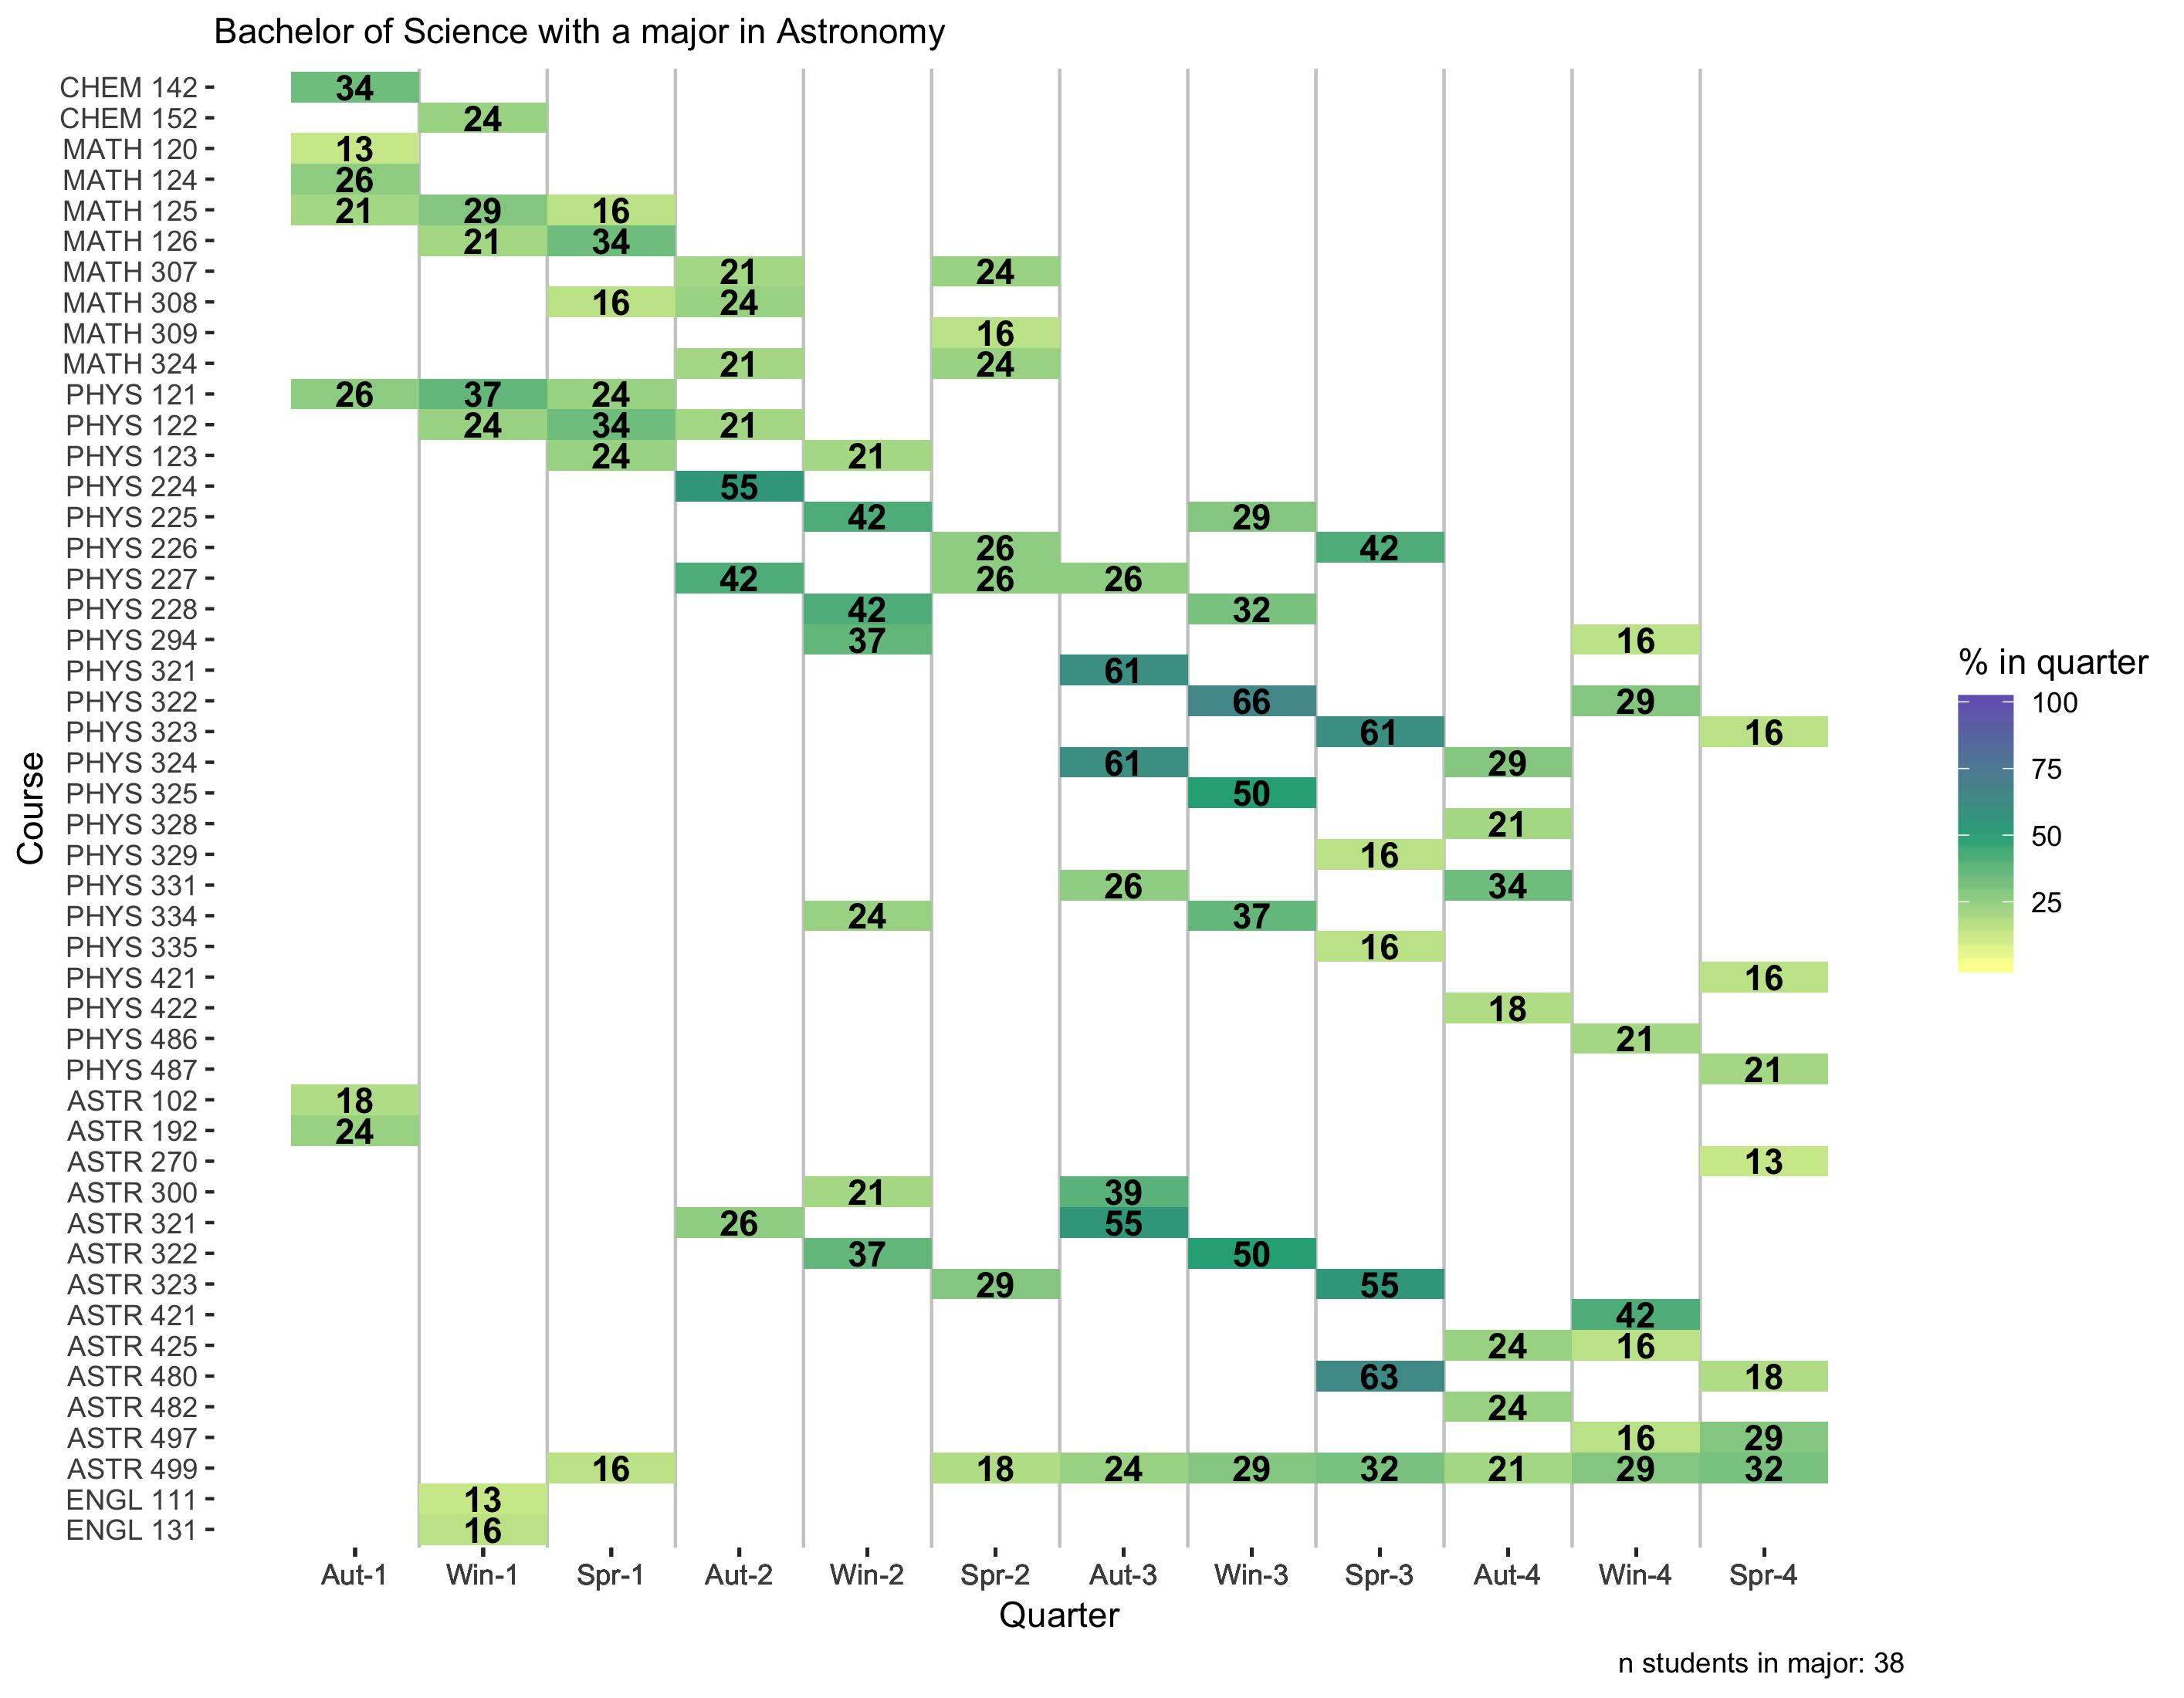 Bachelor of Science with a major in Astronomy
CHEM 142 34
CHEM 152 24
MATH 120 13
MATH 124 26
MATH 125 21 29 16
MATH 126 21 34
MATH 307 21 24
MATH 308 16 24
MATH 309 16
MATH 324 21 24
PHYS 121 26 37 24
PHYS 122 24 34 21
PHYS 123 24 21
PHYS 224 55
PHYS 225 42 29
PHYS 226 26 42
PHYS 227 42 26 26
PHYS 228 42 32
PHYS 294 37 16
PHYS 321 61
PHYS 322 66 29
PHYS 323 61 16
PHYS 324 61 29
PHYS 325 50
PHYS 328 21
PHYS 329 16
PHYS 331 26 34
PHYS 334 24 37
PHYS 335 16
PHYS 421 16
PHYS 422 18
PHYS 486 21
PHYS 487 21
ASTR 102 18
ASTR 192 24
ASTR 270 13
ASTR 300 21 39
ASTR 321 26 55
ASTR 322 37 50
ASTR 323 29 55
ASTR 421 42
ASTR 425 24 16
ASTR 480 63 18
ASTR 482 24
ASTR 497 16 29
ASTR 499 16 18 24 29 32 21 29 32
ENGL 111 13
ENGL 131 16
Aut-1 Win-1 Spr-1 Aut-2 Win-2 Spr-2 Aut-3 Win-3 Spr-3 Aut-4 Win-4 Spr-4
Quarter
Course
% in quarter
100
75
50
25
n students in major: 38